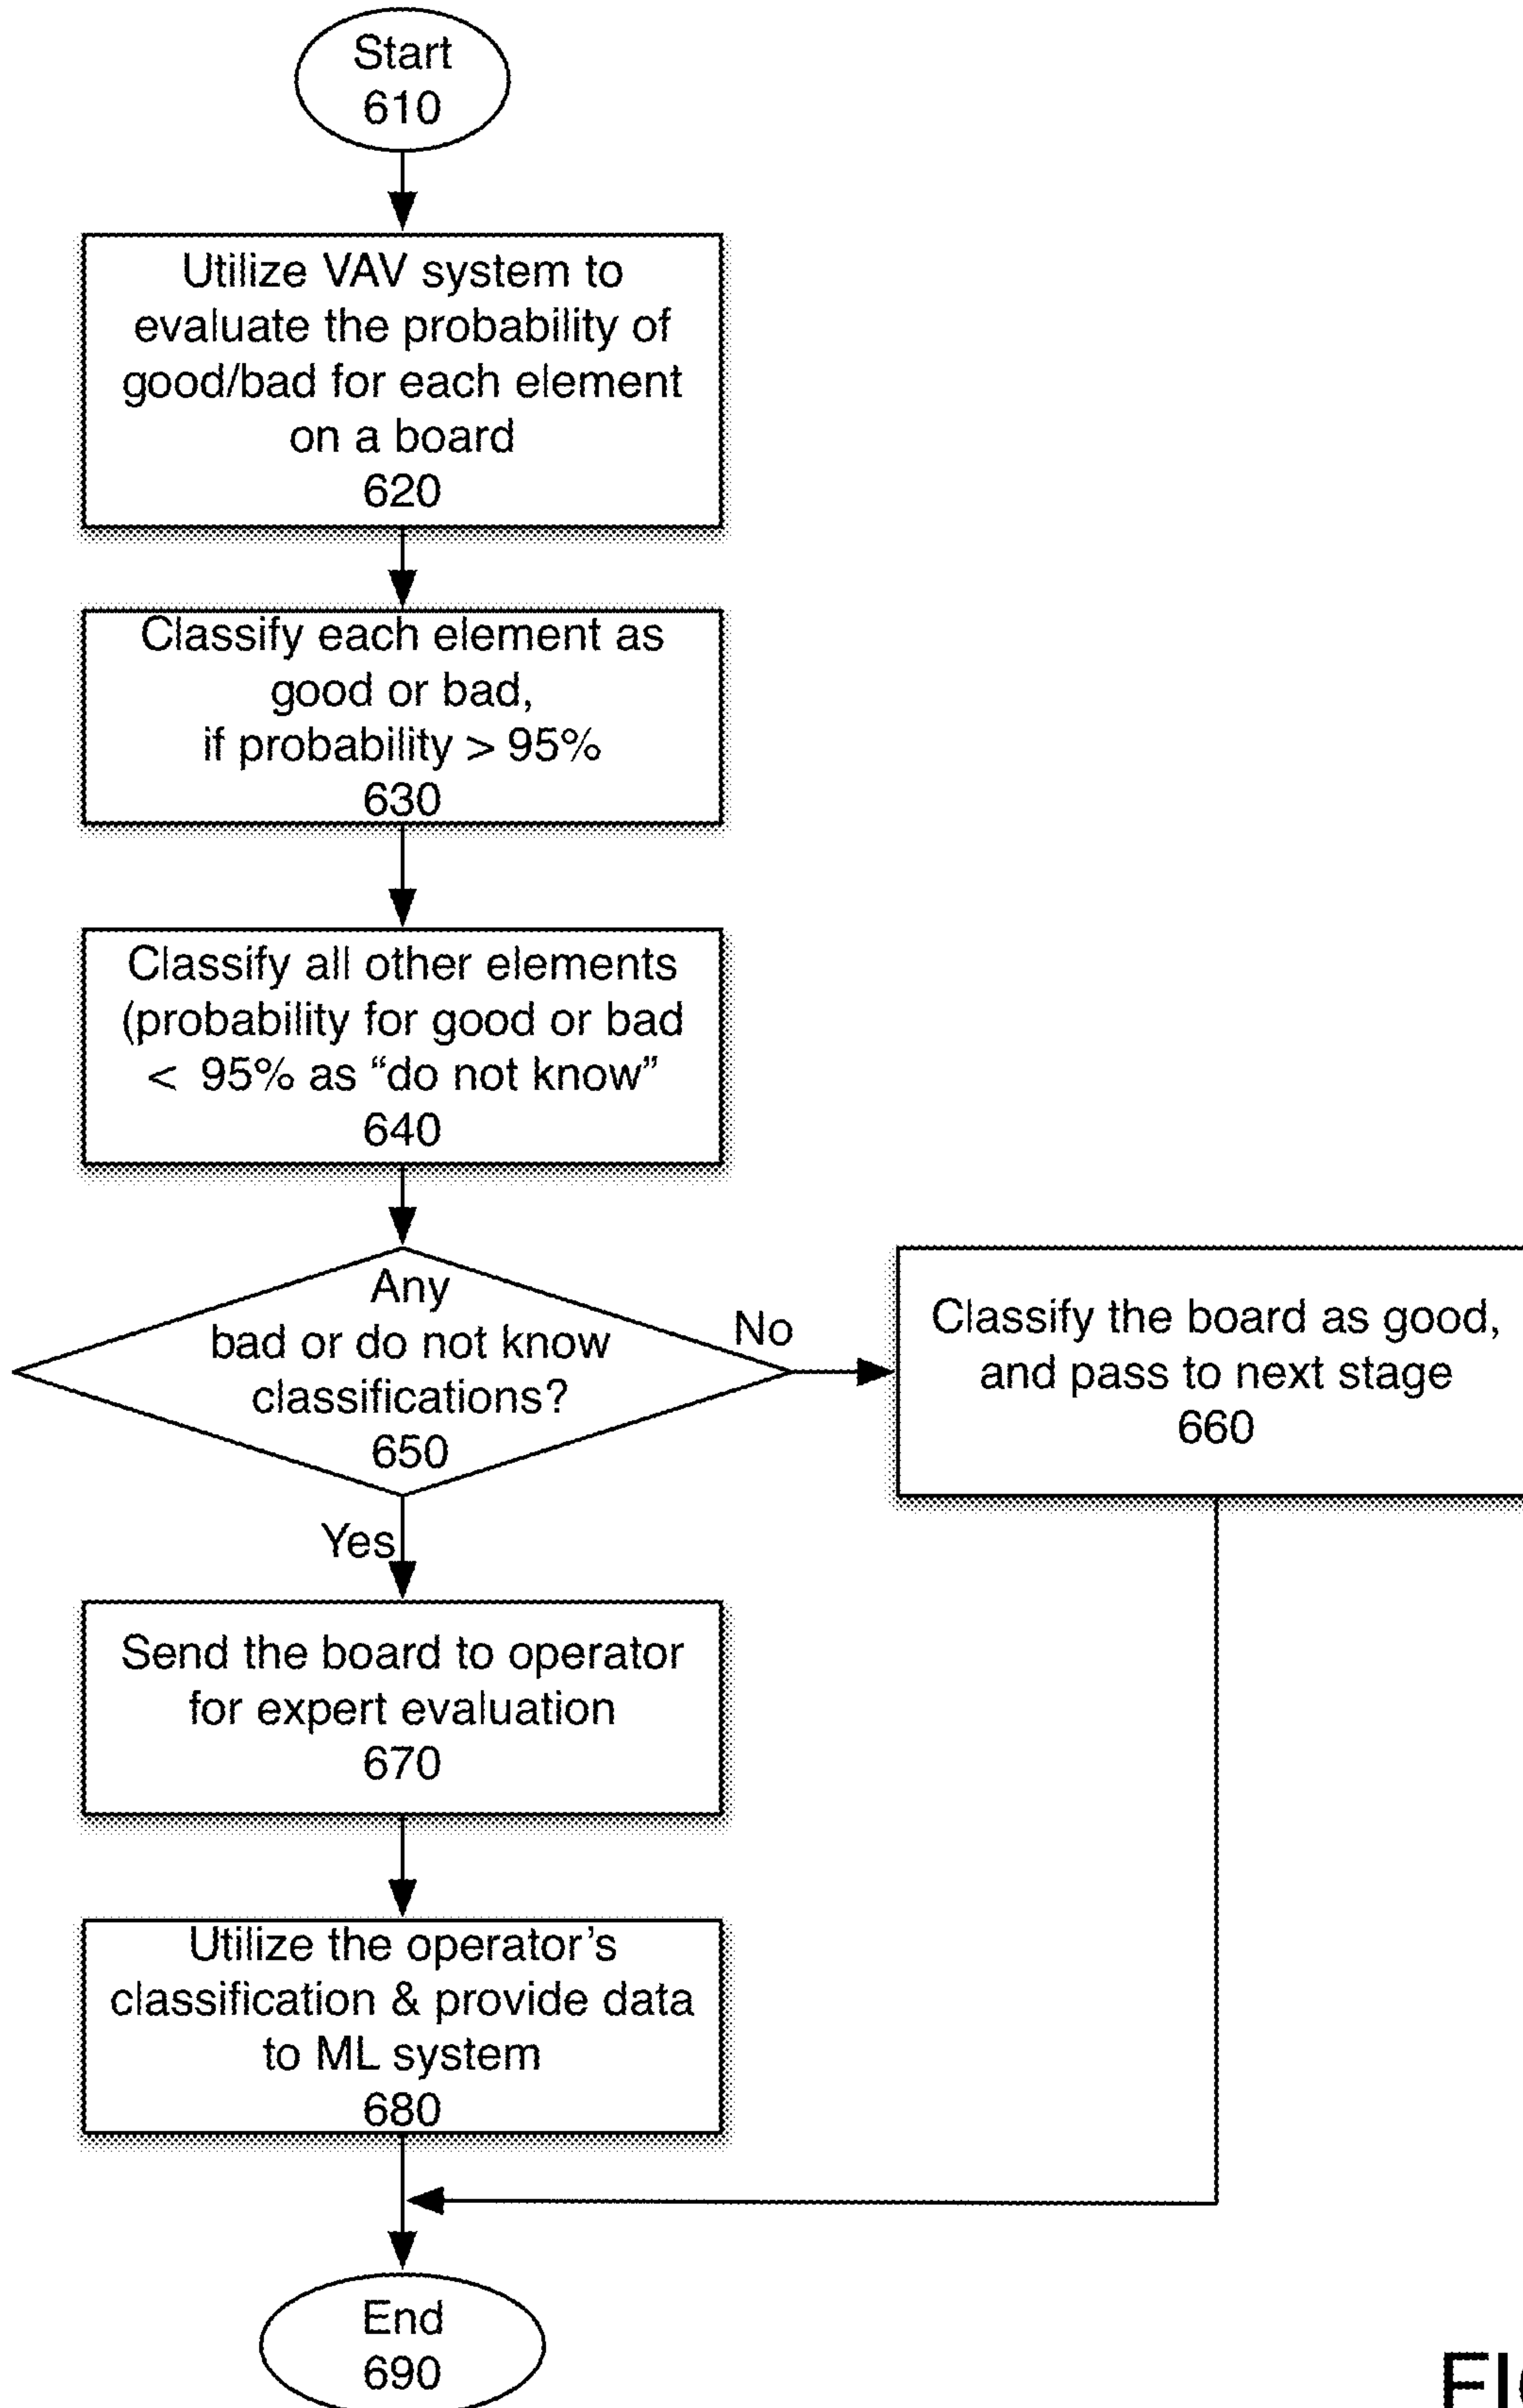 Start
610
Utilize VAV system to
evaluate the probability of
good/bad for each element
on a board
620
Classify each element as
good or bad,
if probability > 95%
630
Classify all other elements
(probability for good or bad
< 95% as “do not know”
640
Any
bad or do not know
classifications?
650
No
Classify the board as good,
and pass to next stage
660
Yes
Send the board to operator
for expert evaluation
670
Utilize the operator’s
classification & provide data
to ML system
680
End
690